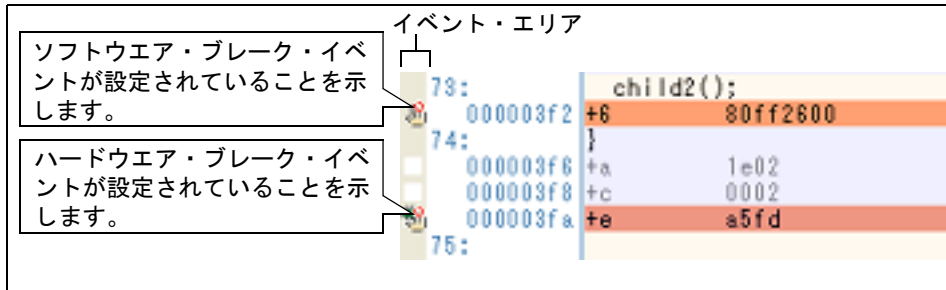 イベント・エリア
ソフトウエア・ブレーク・イベ
ントが設定されていることを示
します。
ハードウエア・ブレーク・イベ
ントが設定されていることを示
します。
73: child2();
000003f2 +6 80ff2600
74: }
000003f6 +a 1e02
000003f8 +c 0002
000003fa +e a5fd
75: